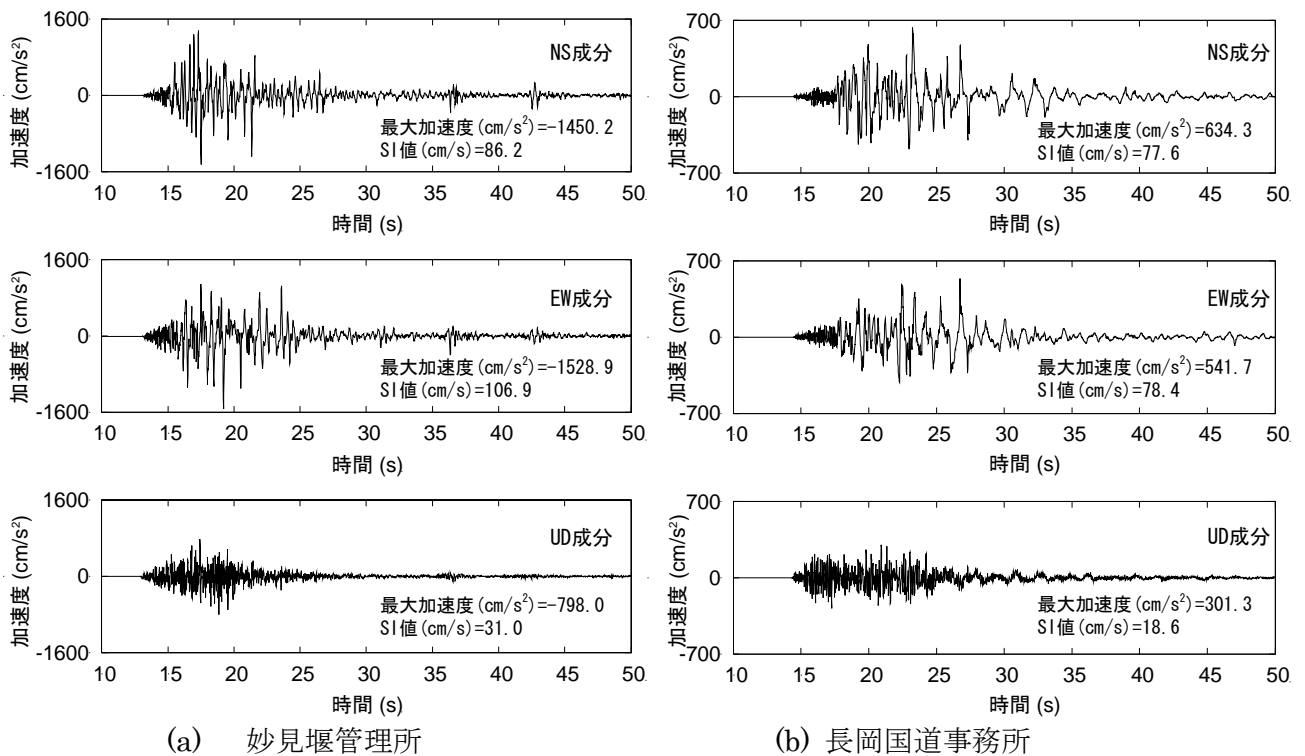 1600
0
-1600
加速度 (cm/s²)
NS成分
最大加速度(cm/s²)=-1450.2
SI値(cm/s)=86.2
10 15 20 25 30 35 40 45 50
時間 (s)
700
0
-700
加速度 (cm/s²)
NS成分
最大加速度(cm/s²)=634.3
SI値(cm/s)=77.6
10 15 20 25 30 35 40 45 50
時間 (s)
1600
0
-1600
加速度 (cm/s²)
EW成分
最大加速度(cm/s²)=-1528.9
SI値(cm/s)=106.9
10 15 20 25 30 35 40 45 50
時間 (s)
700
0
-700
加速度 (cm/s²)
EW成分
最大加速度(cm/s²)=541.7
SI値(cm/s)=78.4
10 15 20 25 30 35 40 45 50
時間 (s)
1600
0
-1600
加速度 (cm/s²)
UD成分
最大加速度(cm/s²)=-798.0
SI値(cm/s)=31.0
10 15 20 25 30 35 40 45 50
時間 (s)
700
0
-700
加速度 (cm/s²)
UD成分
最大加速度(cm/s²)=301.3
SI値(cm/s)=18.6
10 15 20 25 30 35 40 45 50
時間 (s)
(a) 妙見堰管理所
(b) 長岡国道事務所